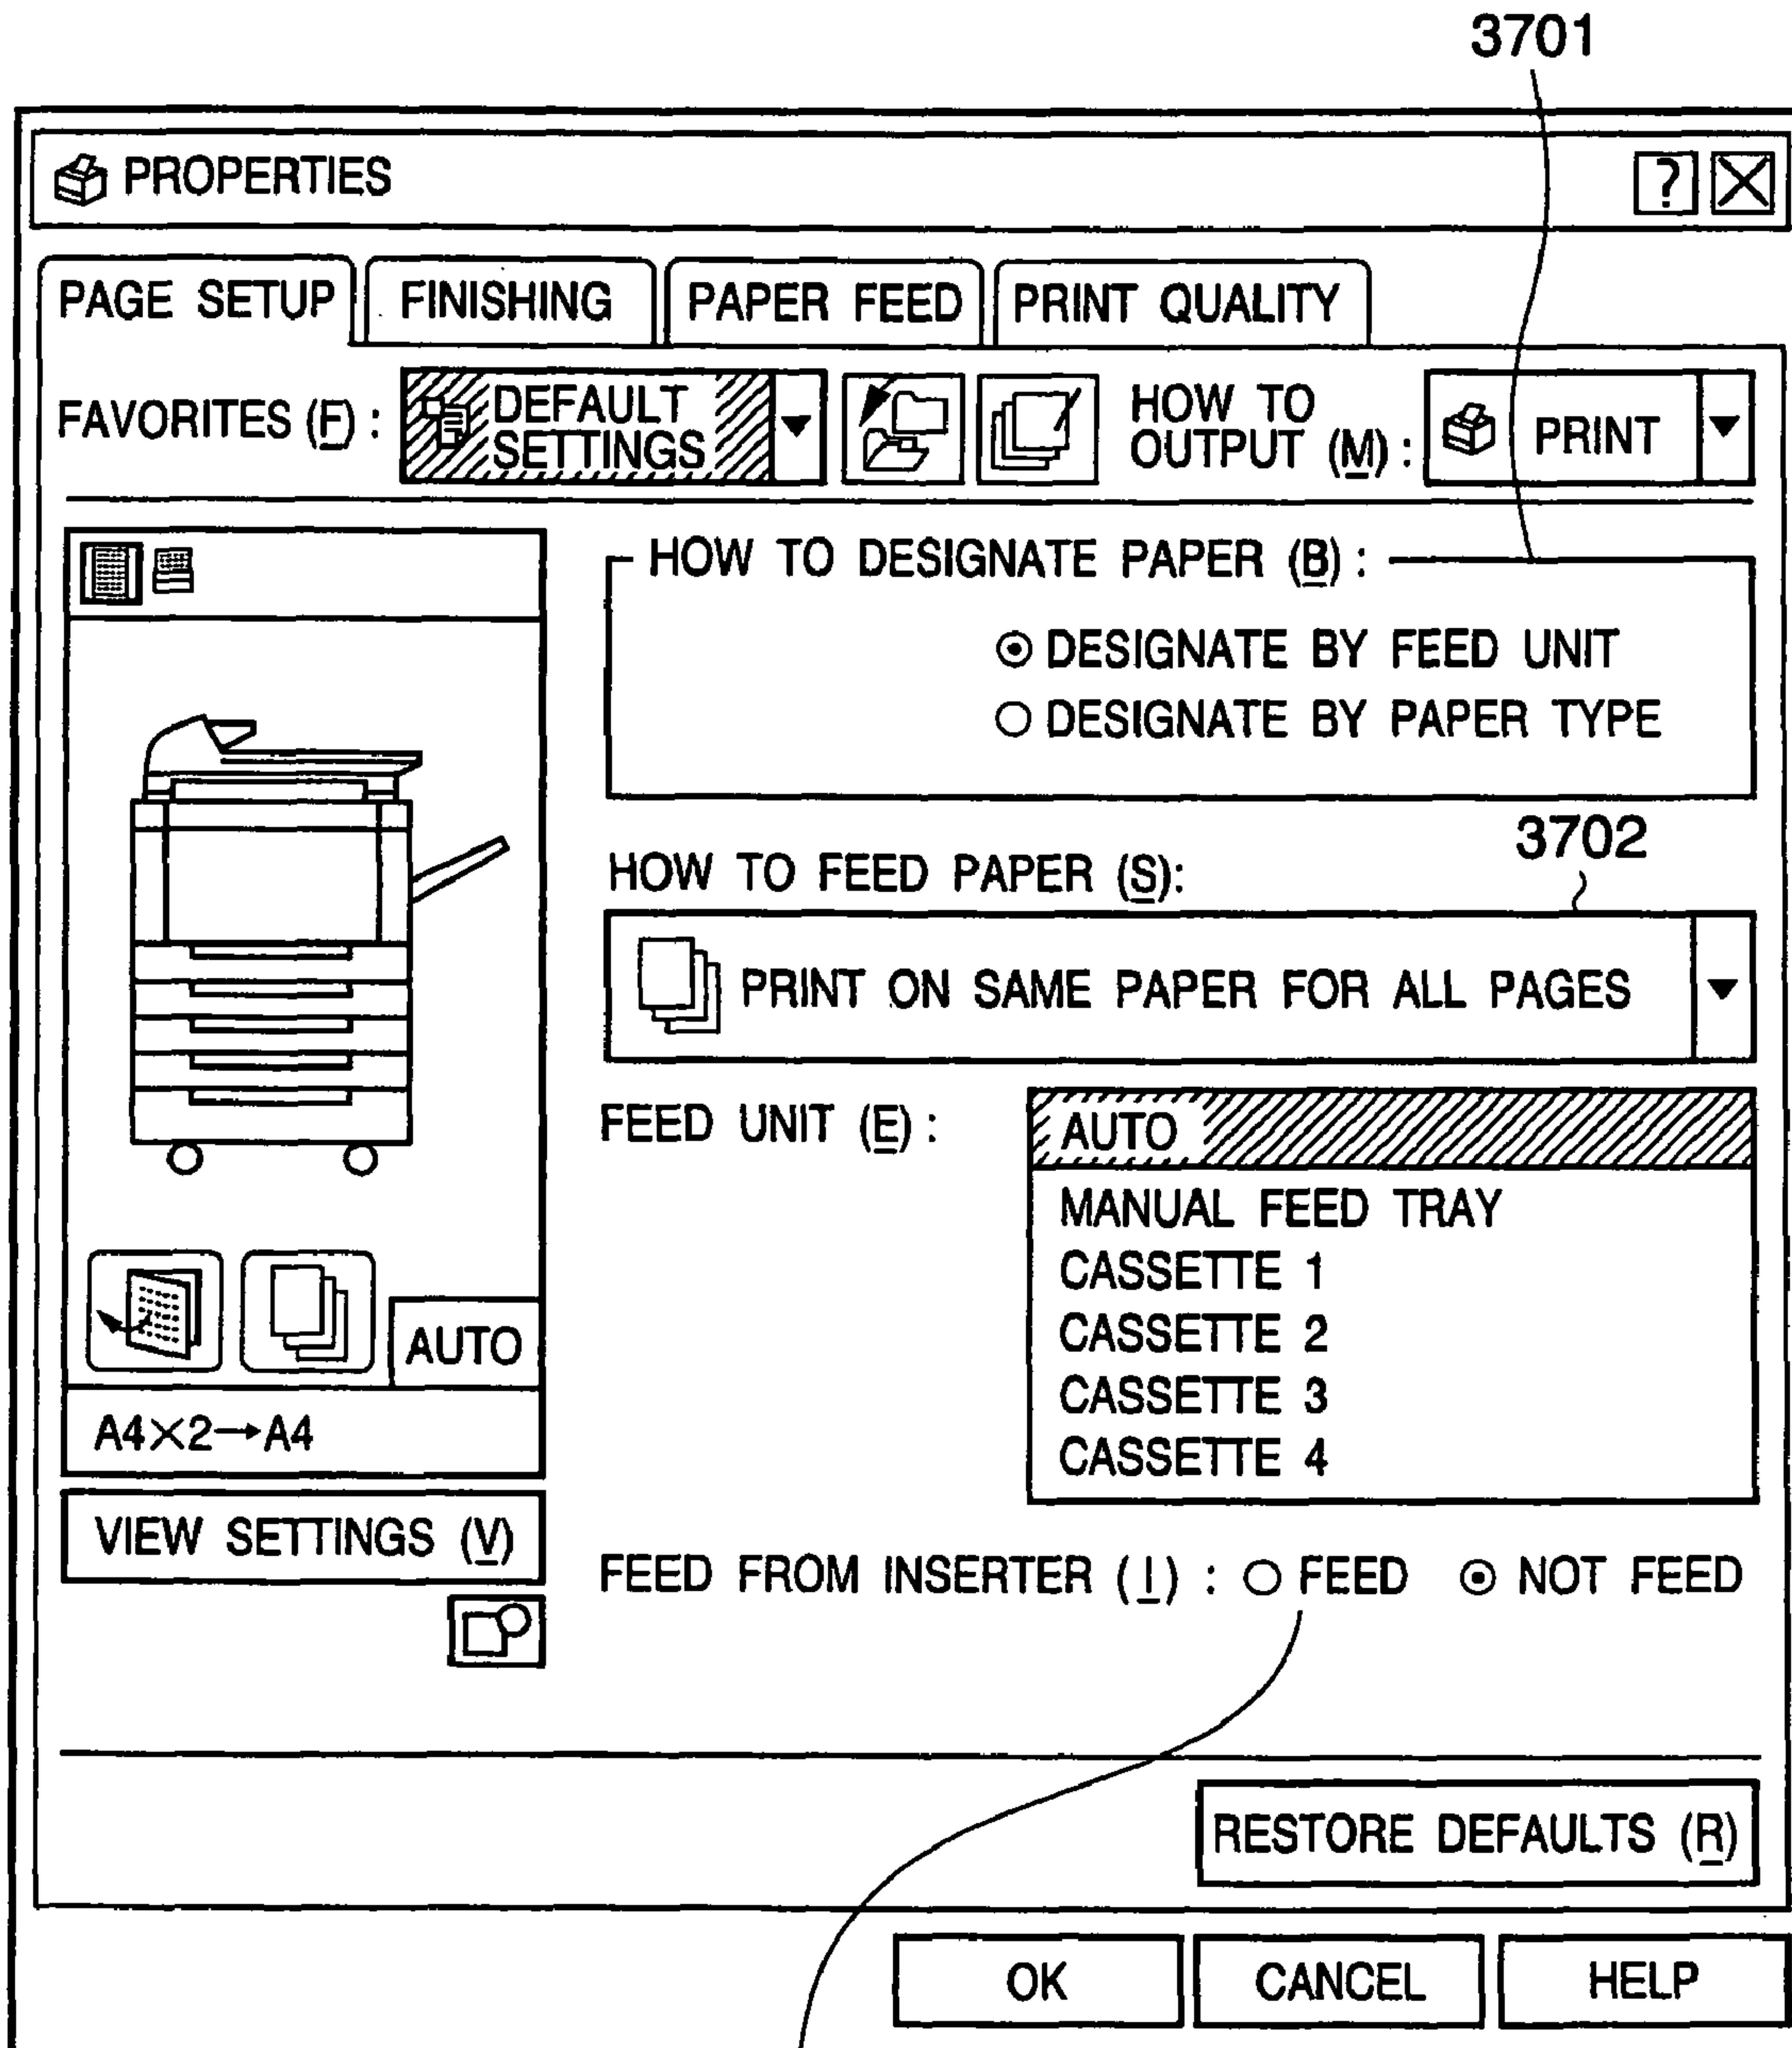 3701
PROPERTIES ?
PAGE SETUP FINISHING PAPER FEED PRINT QUALITY
FAVORITES (F) : DEFAULT SETTINGS HOW TO OUTPUT (M) : PRINT
HOW TO DESIGNATE PAPER (B) :
DESIGNATE BY FEED UNIT
DESIGNATE BY PAPER TYPE
3702
HOW TO FEED PAPER (S):
PRINT ON SAME PAPER FOR ALL PAGES
FEED UNIT (E) :
AUTO
MANUAL FEED TRAY
CASSETTE 1
CASSETTE 2
CASSETTE 3
CASSETTE 4
AUTO
A4×2→A4
VIEW SETTINGS (V)
FEED FROM INSERTER (I) : FEED NOT FEED
RESTORE DEFAULTS (R)
OK CANCEL HELP